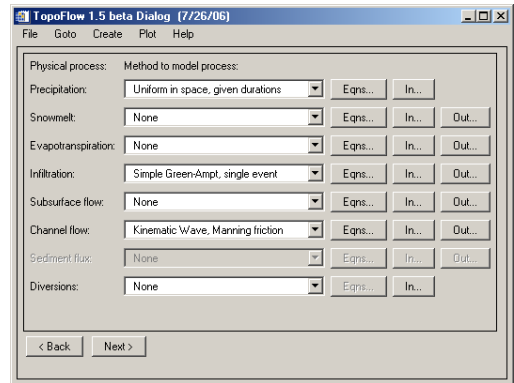 TopoFlow 1.5 beta Dialog (7/26/06)
File Goto Create Plot Help
Physical process: Method to model process:
Precipitation: Uniform in space, given durations Eqns... In...
Snowmelt: None Eqns... In... Out...
Evapotranspiration: None Eqns... In... Out...
Infiltration: Simple Green-Ampt, single event Eqns... In... Out...
Subsurface flow: None Eqns... In... Out...
Channel flow: Kinematic Wave, Manning friction Eqns... In... Out...
Sediment flux: None Eqns... In... Out...
Diversions: None Eqns... In...
< Back Next >